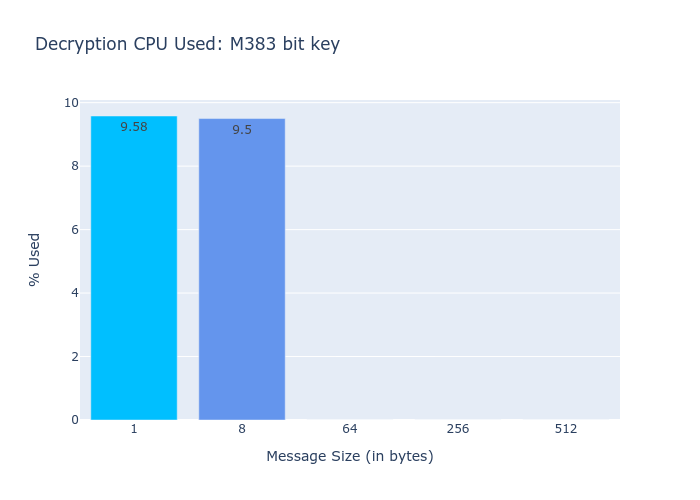 Decryption CPU Used: M383 bit key
10
8
6
4
2
0
% Used
9.58
9.5
1 8 64 256 512
Message Size (in bytes)